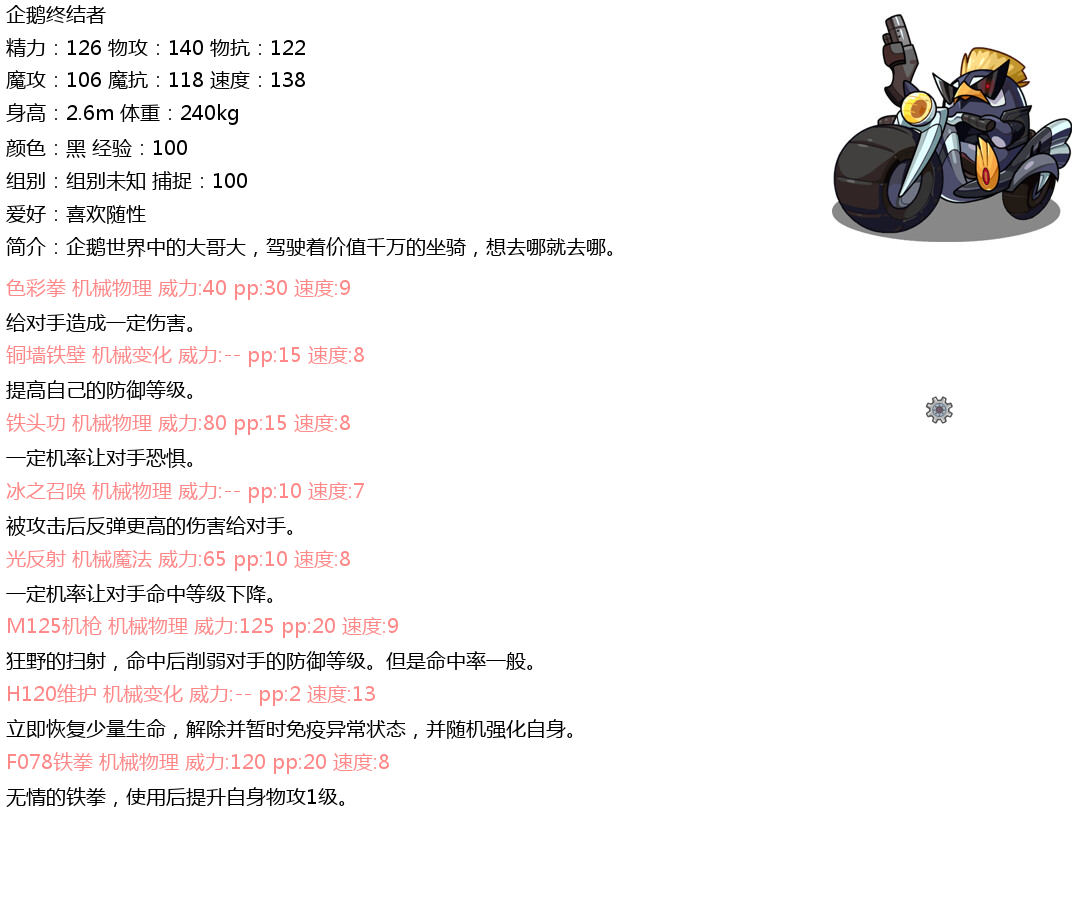 企鹅终结者
精力：126 物攻：140 物抗：122
魔攻：106 魔抗：118 速度：138
身高：2.6m 体重：240kg
颜色：黑 经验：100
组别：组别未知 捕捉：100
爱好：喜欢随性
简介：企鹅世界中的大哥大，驾驶着价值千万的坐骑，想去哪就去哪。
色彩拳 机械物理 威力:40 pp:30 速度:9
给对手造成一定伤害。
铜墙铁壁 机械变化 威力:-- pp:15 速度:8
提高自己的防御等级。
铁头功 机械物理 威力:80 pp:15 速度:8
一定机率让对手恐惧。
冰之召唤 机械物理 威力:-- pp:10 速度:7
被攻击后反弹更高的伤害给对手。
光反射 机械魔法 威力:65 pp:10 速度:8
一定机率让对手命中等级下降。
M125机枪 机械物理 威力:125 pp:20 速度:9
狂野的扫射，命中后削弱对手的防御等级。但是命中率一般。
H120维护 机械变化 威力:-- pp:2 速度:13
立即恢复少量生命，解除并暂时免疫异常状态，并随机强化自身。
F078铁拳 机械物理 威力:120 pp:20 速度:8
无情的铁拳，使用后提升自身物攻1级。